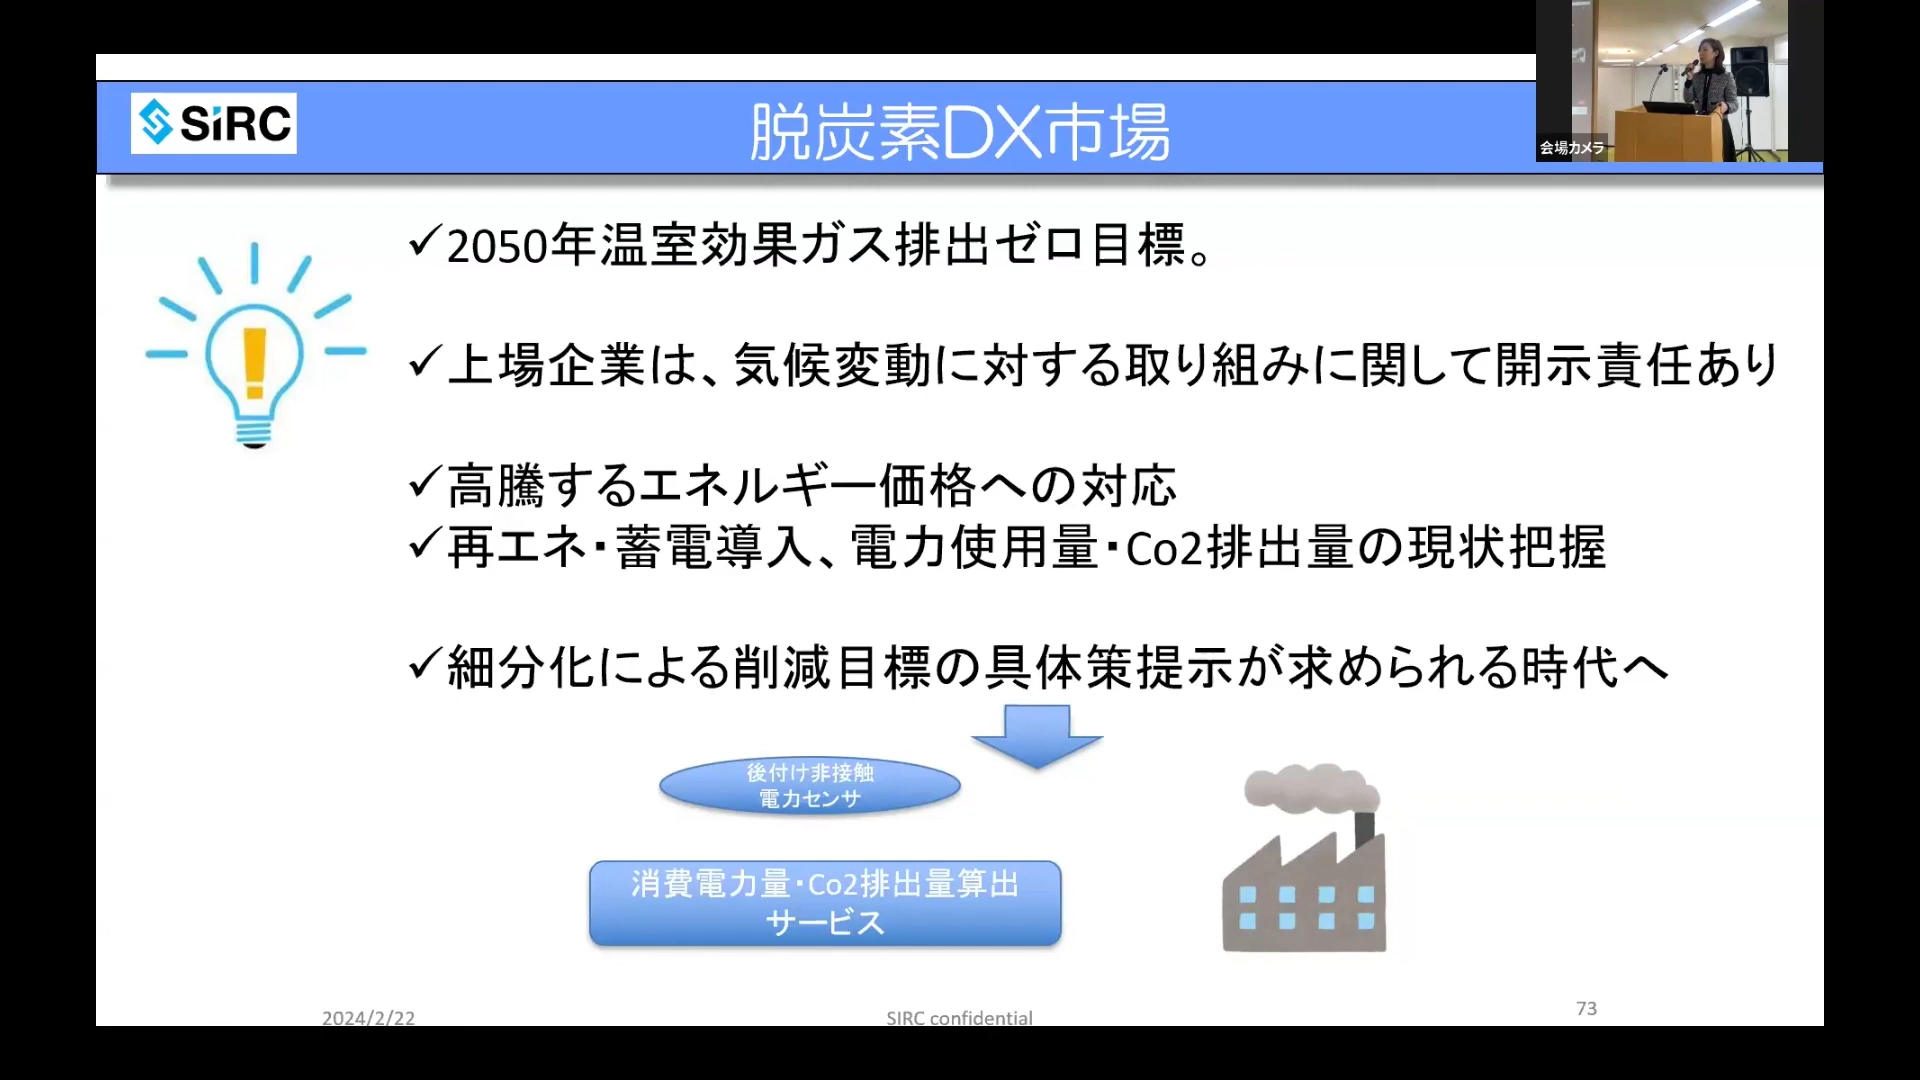 SiRC
脱炭素DX市場
会場カメラ
✓2050年温室効果ガス排出ゼロ目標。
✓上場企業は、気候変動に対する取り組みに関して開示責任あり
✓高騰するエネルギー価格への対応
✓再エネ・蓄電導入、電力使用量・Co2排出量の現状把握
✓細分化による削減目標の具体策提示が求められる時代へ
後付け非接触
電力センサ
消費電力量・Co2排出量算出
サービス
2024/2/22
SIRC confidential
73